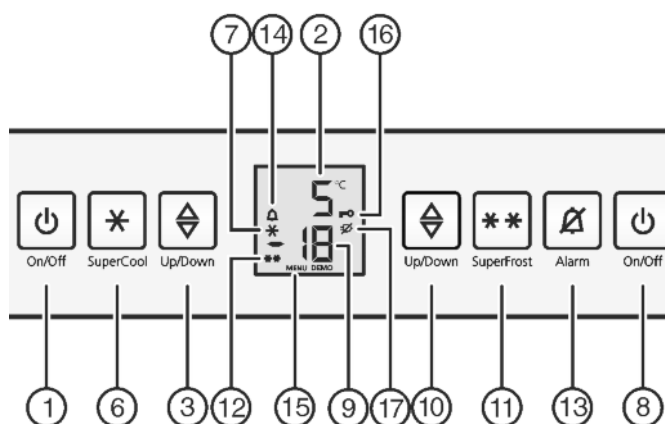 7 14 2 16
5 °C
18
MENU DEMO
On/Off SuperCool Up/Down Up/Down SuperFrost Alarm On/Off
1 6 3 12 15 9 17 10 11 13 8